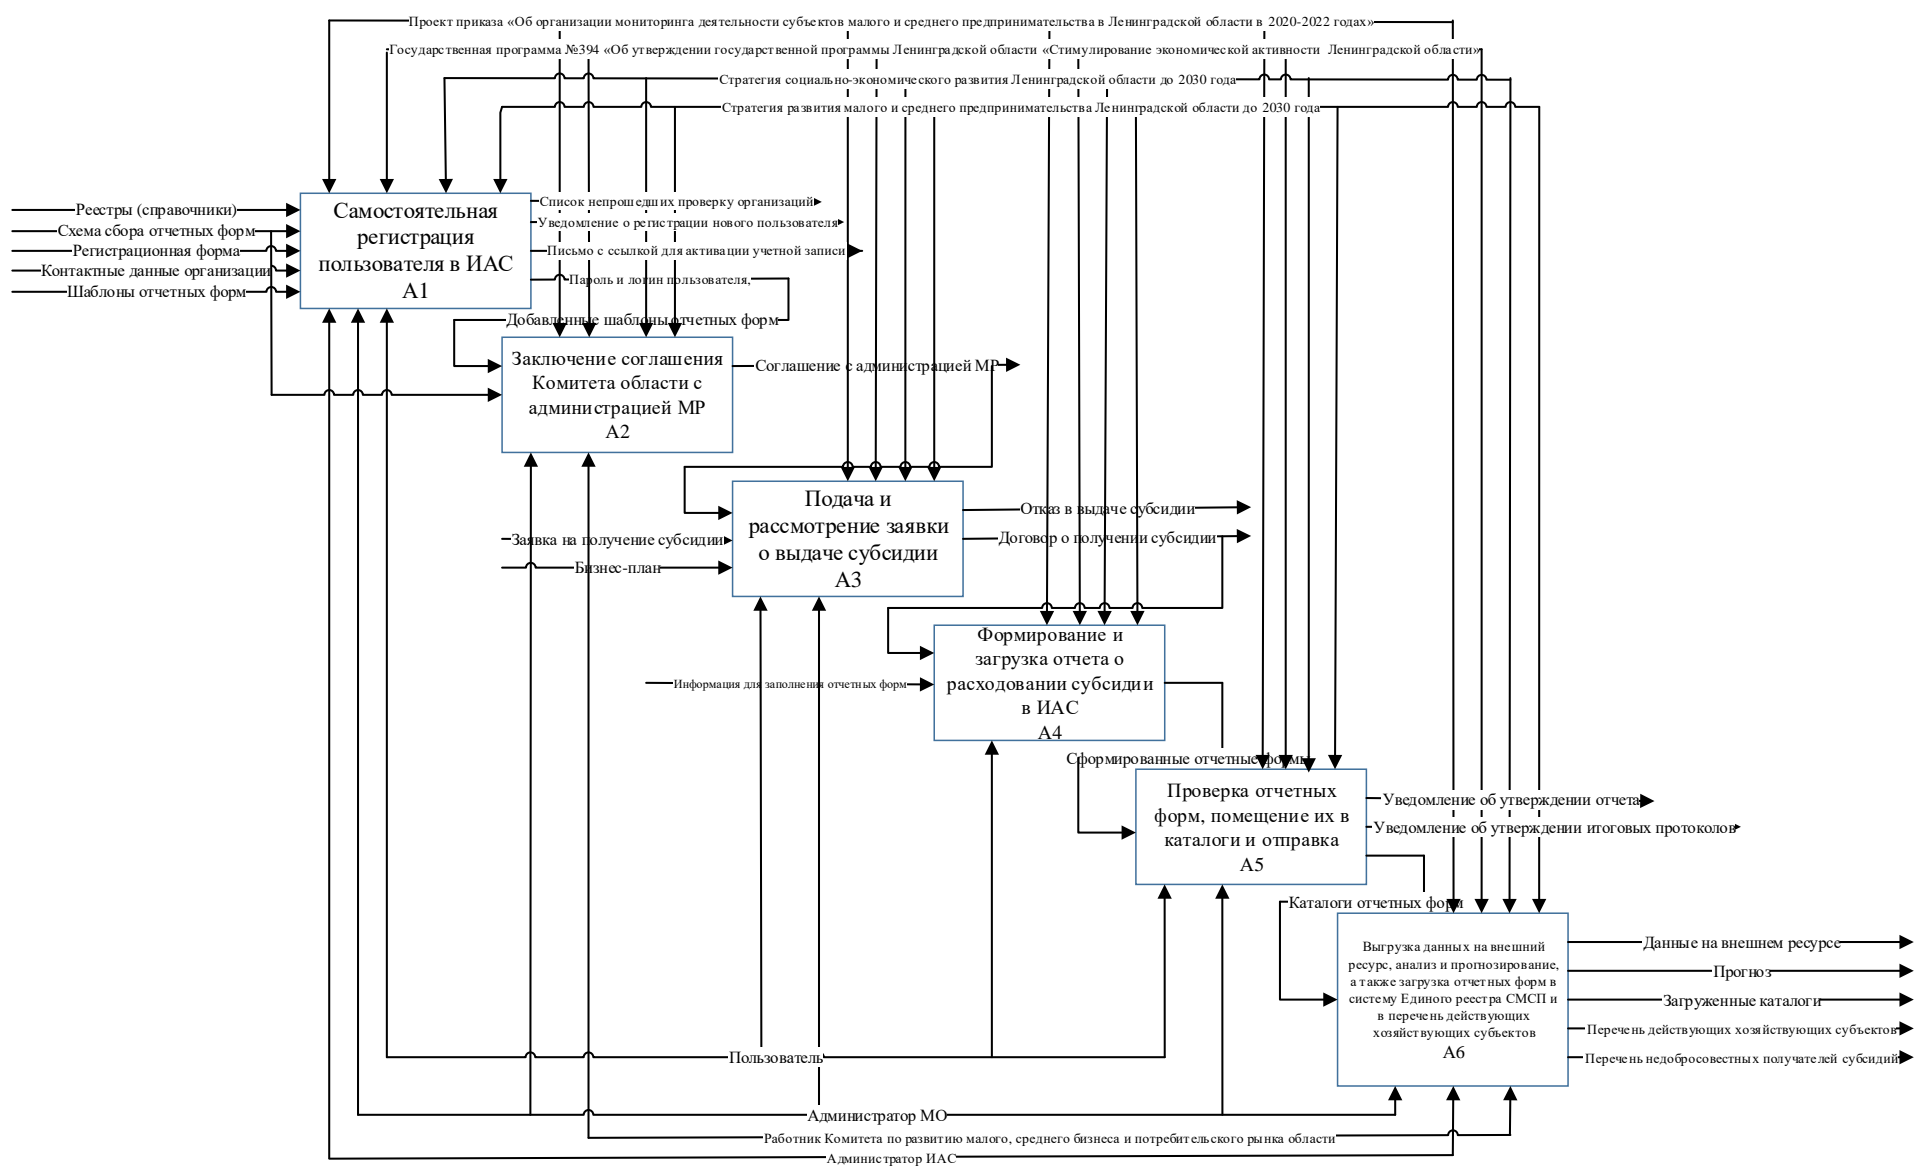 Проект приказа «Об организации мониторинга деятельности субъектов малого и среднего предпринимательства в Ленинградской области в 2020-2022 годах»
Государственная программа №394 «Об утверждении государственной программы Ленинградской области «Стимулирование экономической активности Ленинградской области»
Стратегия социально-экономического развития Ленинградской области до 2030 года
Стратегия развития малого и среднего предпринимательства Ленинградской области до 2030 года
Реестры (справочники)
Схема сбора отчетных форм
Регистрационная форма
Контактные данные организации
Шаблоны отчетных форм
Самостоятельная
регистрация
пользователя в ИАС
А1
Список непрошедших проверку организаций
Уведомление о регистрации нового пользователя
Письмо с ссылкой для активации учетной записи
Пароль и логин пользователя,
Добавленные шаблоны отчетных форм
Заключение соглашения
Комитета области с
администрацией МР
А2
Соглашение с администрацией МР
Заявка на получение субсидии
Бизнес-план
Подача и
рассмотрение заявки
о выдаче субсидии
А3
Отказ в выдаче субсидии
Договор о получении субсидии
Информация для заполнения отчетных форм
Формирование и
загрузка отчета о
расходовании субсидии
в ИАС
А4
Сформированные отчетные формы
Проверка отчетных
форм, помещение их в
каталоги и отправка
А5
Уведомление об утверждении отчета
Уведомление об утверждении итоговых протоколов
Каталоги отчетных форм
Выгрузка данных на внешний
ресурс, анализ и прогнозирование,
а также загрузка отчетных форм в
систему Единого реестра СМСП и
в перечень действующих
хозяйствующих субъектов
А6
Данные на внешнем ресурсе
Прогноз
Загруженные каталоги
Перечень действующих хозяйствующих субъектов
Перечень недобросовестных получателей субсидий
Пользователь
Администратор МО
Работник Комитета по развитию малого, среднего бизнеса и потребительского рынка области
Администратор ИАС